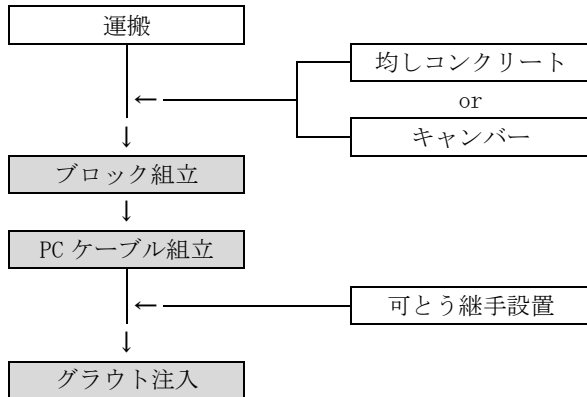 運搬
均しコンクリート
←
or
↓
キャンバー
ブロック組立
↓
PC ケーブル組立
←
可とう継手設置
↓
グラウト注入